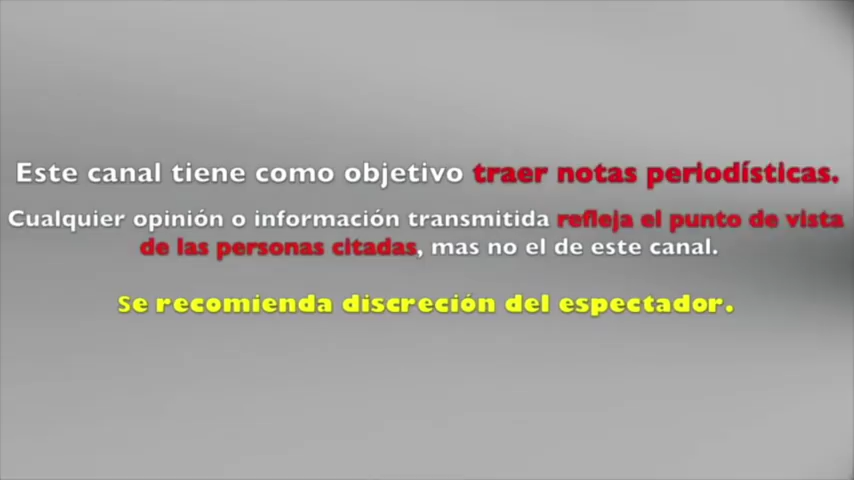 Este canal tiene como objetivo traer notas periodísticas.
Cualquier opinión o información transmitida refleja el punto de vista
de las personas citadas, mas no el de este canal.
Se recomienda discreción del espectador.